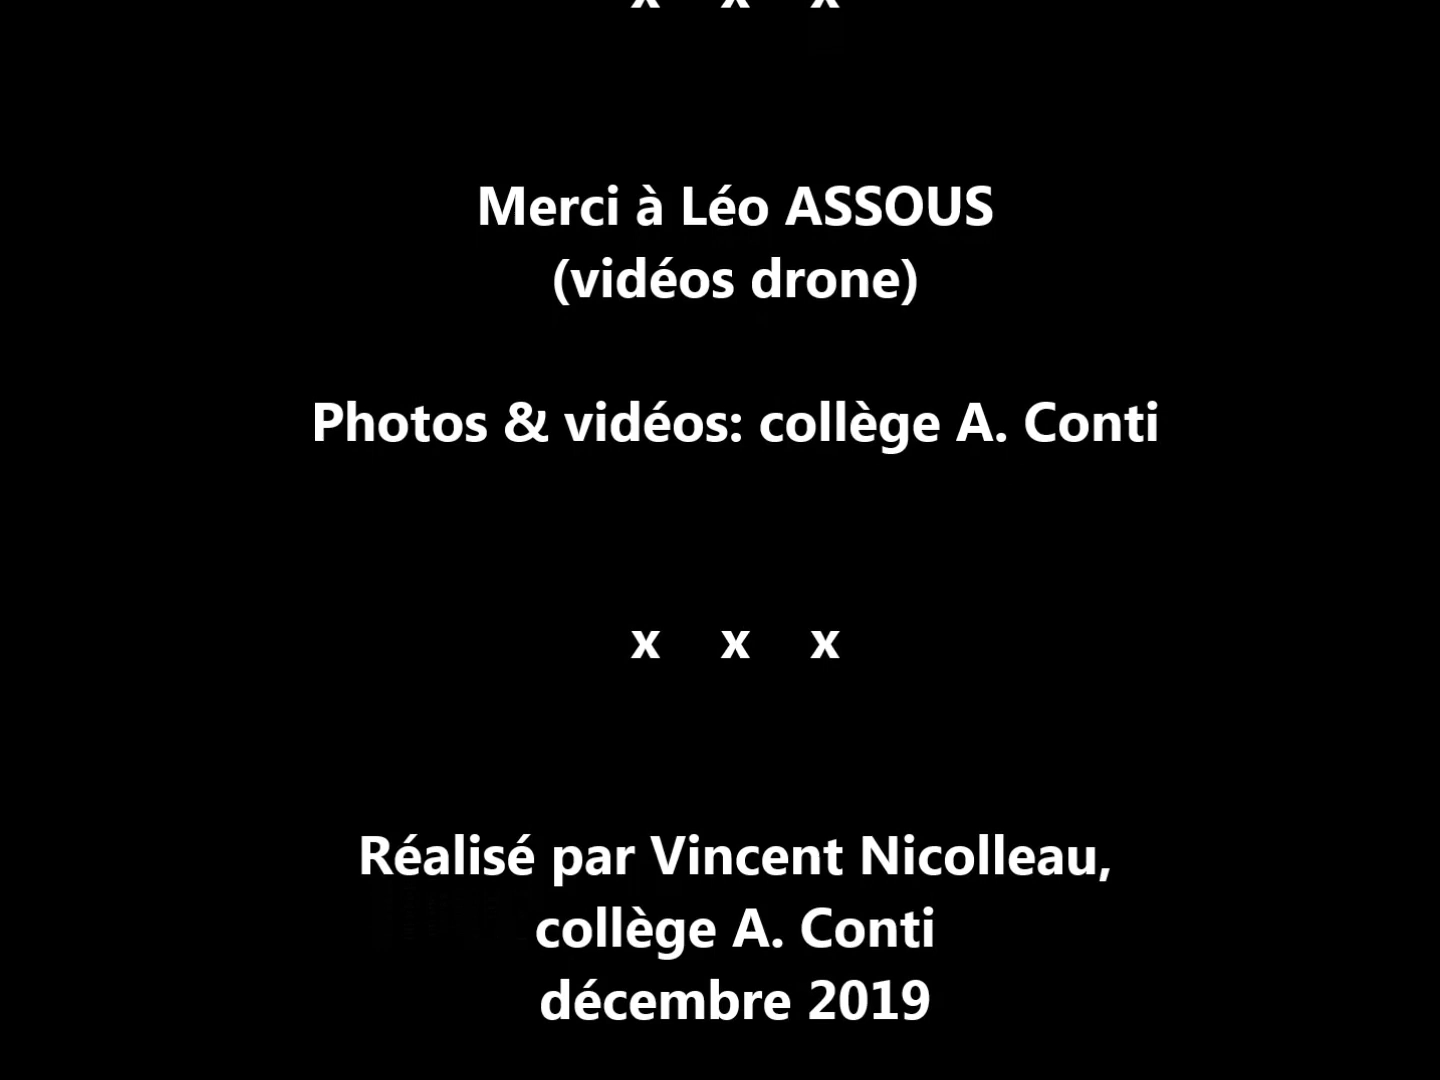 x x x
Merci à Léo ASSOUS
(vidéos drone)
Photos & vidéos: collège A. Conti
x x x
Réalisé par Vincent Nicolleau,
collège A. Conti
décembre 2019